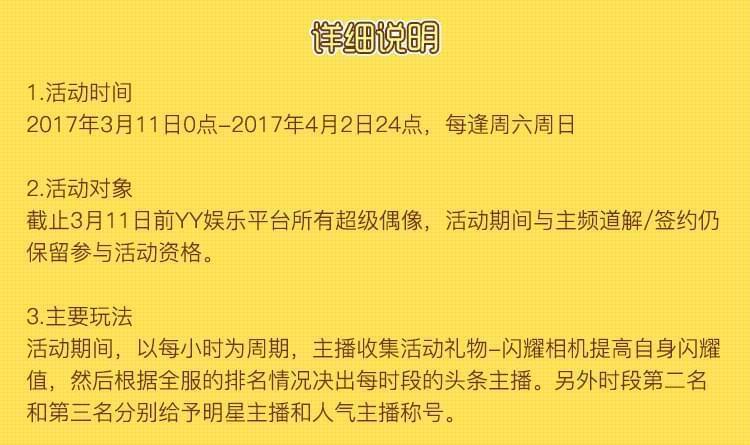 详细说明
1.活动时间
2017年3月11日0点-2017年4月2日24点，每逢周六周日
2.活动对象
截止3月11日前YY娱乐平台所有超级偶像，活动期间与主频道解/签约仍
保留参与活动资格。
3.主要玩法
活动期间，以每小时为周期，主播收集活动礼物-闪耀相机提高自身闪耀
值，然后根据全服的排名情况决出每时段的头条主播。另外时段第二名
和第三名分别给予明星主播和人气主播称号。